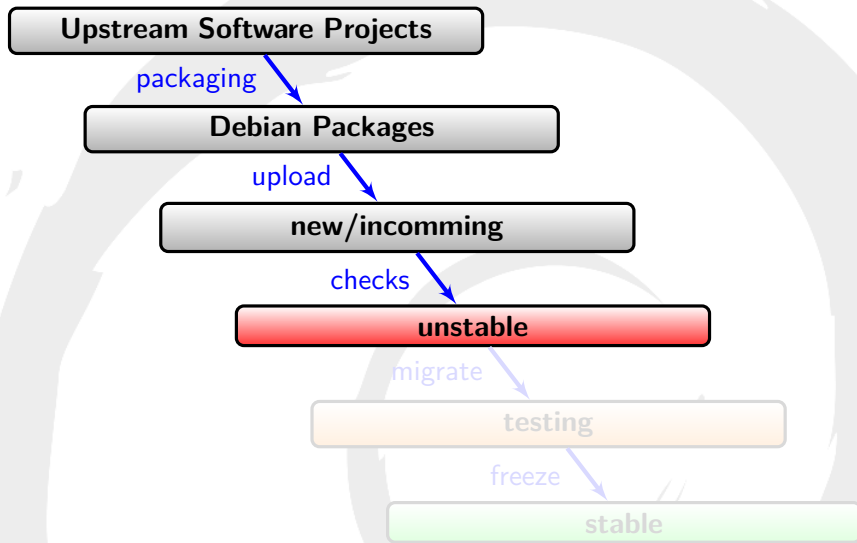 Upstream Software Projects
packaging
Debian Packages
upload
new/incomming
checks
unstable
migrate
testing
freeze
stable